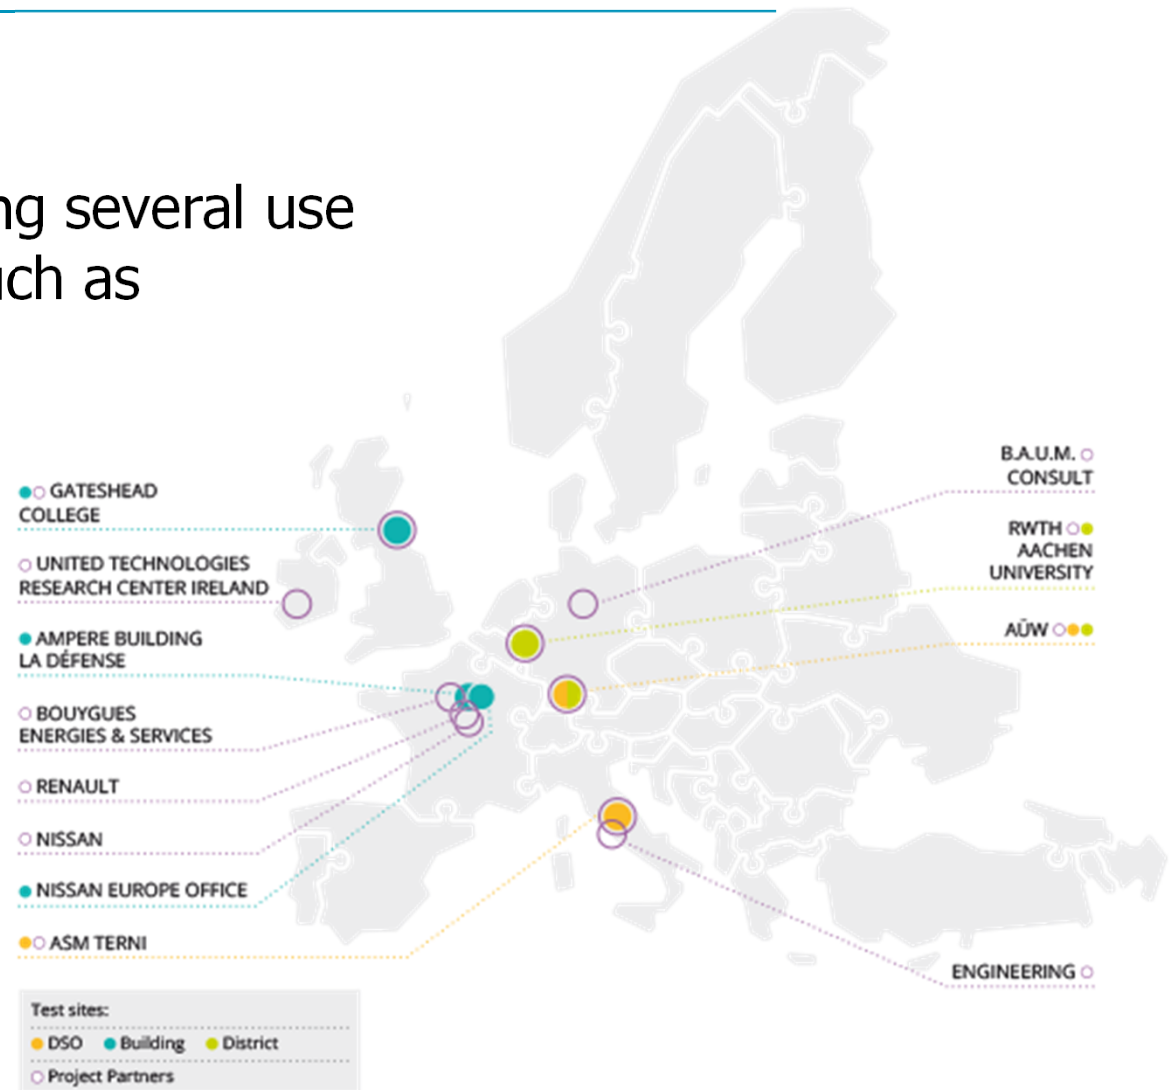 ng several use
uch as
GATESHEAD
COLLEGE
UNITED TECHNOLOGIES
RESEARCH CENTER IRELAND
AMPERE BUILDING
LA DÉFENSE
BOUYGUES
ENERGIES & SERVICES
RENAULT
NISSAN
NISSAN EUROPE OFFICE
ASM TERNI
B.A.U.M.
CONSULT
RWTH
AACHEN
UNIVERSITY
AÜW
ENGINEERING
Test sites:
DSO Building District
Project Partners